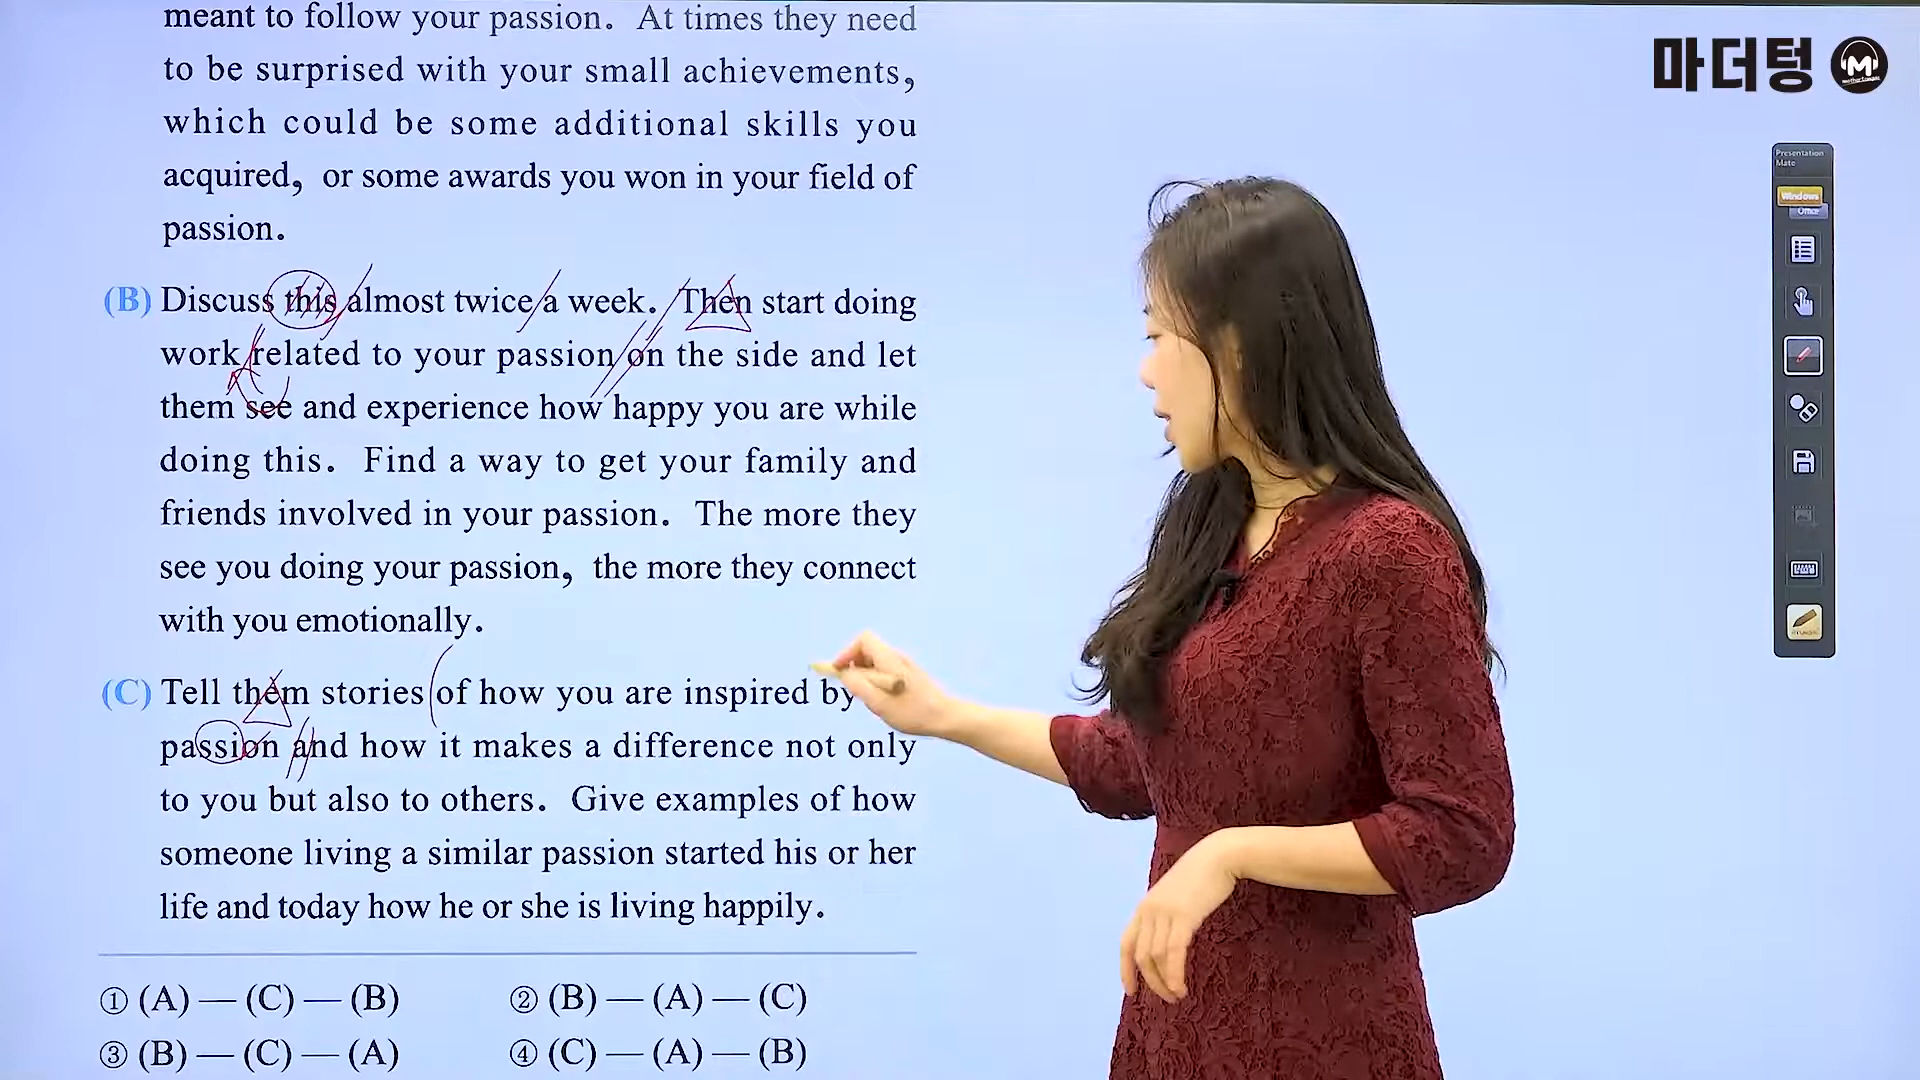 meant to follow your passion. At times they need
to be surprised with your small achievements,
which could be some additional skills you
acquired, or some awards you won in your field of
passion.
(B) Discuss this almost twice a week. Then start doing
work related to your passion on the side and let
them see and experience how happy you are while
doing this. Find a way to get your family and
friends involved in your passion. The more they
see you doing your passion, the more they connect
with you emotionally.
(C) Tell them stories of how you are inspired by
passion and how it makes a difference not only
to you but also to others. Give examples of how
someone living a similar passion started his or her
life and today how he or she is living happily.
① (A) — (C) — (B)
② (B) — (A) — (C)
③ (B) — (C) — (A)
④ (C) — (A) — (B)
마더텅
M
Presentation
Mate
Windows
Office